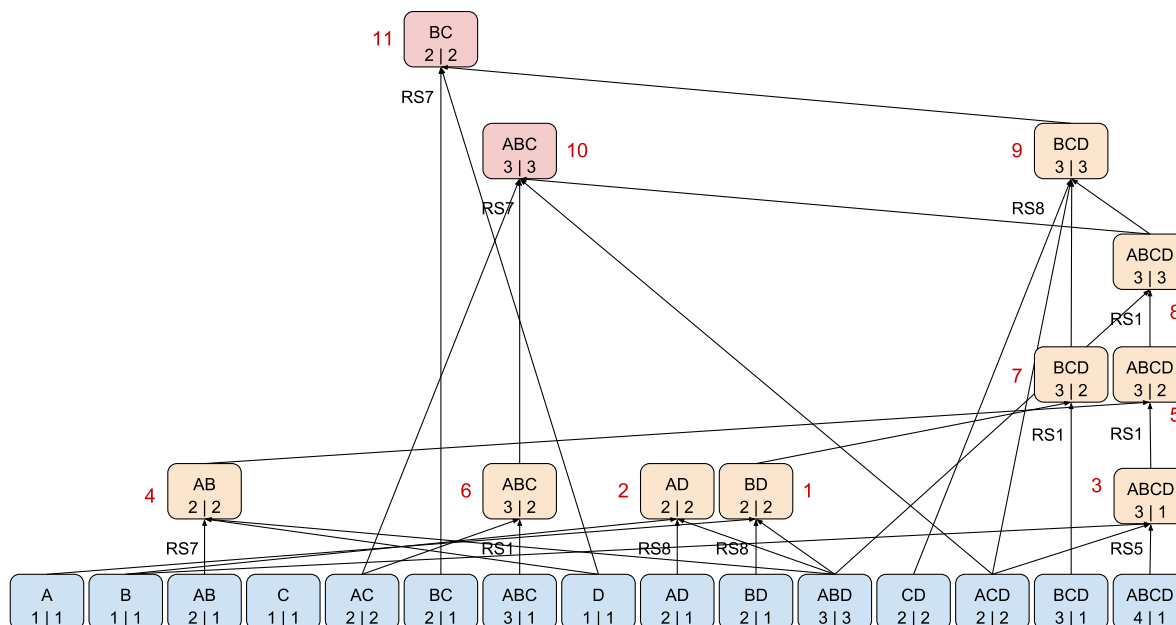 11
BC
2 | 2
RS7
ABC
3 | 3
10
9
BCD
3 | 3
RS7
RS8
ABCD
3 | 3
8
RS1
7
BCD
3 | 2
ABCD
3 | 2
5
RS1
RS1
4
AB
2 | 2
6
ABC
3 | 2
2
AD
2 | 2
BD
2 | 2
1
3
ABCD
3 | 1
RS7
RS1
RS8
RS8
RS5
A
1 | 1
B
1 | 1
AB
2 | 1
C
1 | 1
AC
2 | 2
BC
2 | 1
ABC
3 | 1
D
1 | 1
AD
2 | 1
BD
2 | 1
ABD
3 | 3
CD
2 | 2
ACD
2 | 2
BCD
3 | 1
ABCD
4 | 1